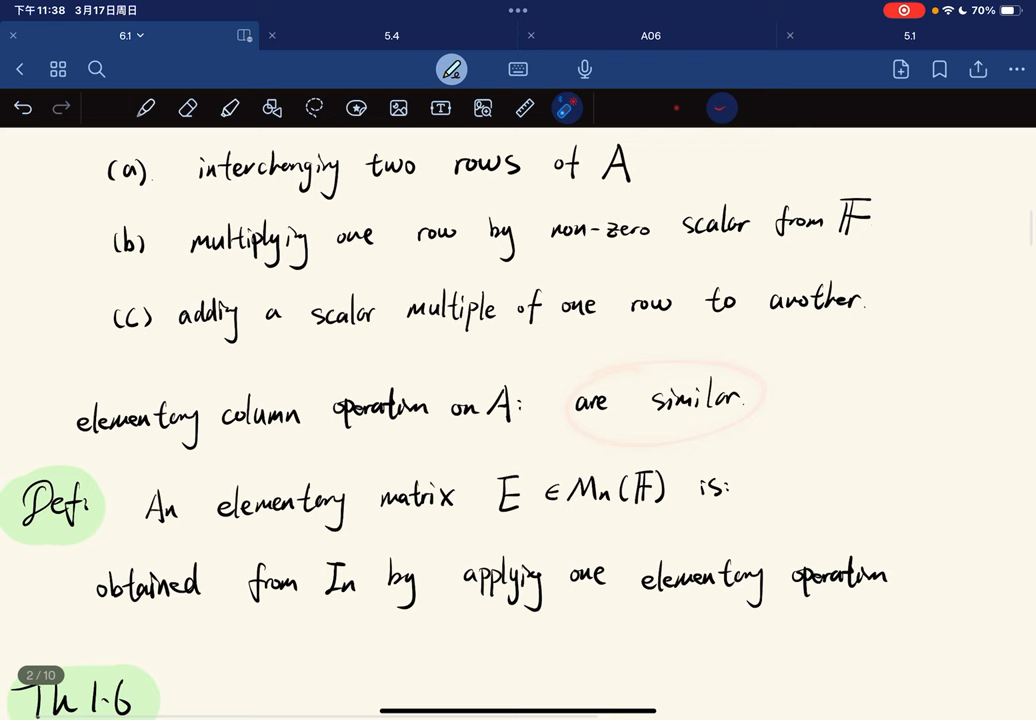 下午11:38 3月17日周日
70%
6.1
5.4
A06
5.1
(a). interchanging two rows of A
(b) multiplying one row by non-zero scalar from 𝔽
(c) adding a scalar multiple of one row to another.
elementary column operation on A: are similar.
Def: An elementary matrix E ∈ Mn(𝔽) is:
obtained from In by applying one elementary operation
2 / 10
Th 1.6